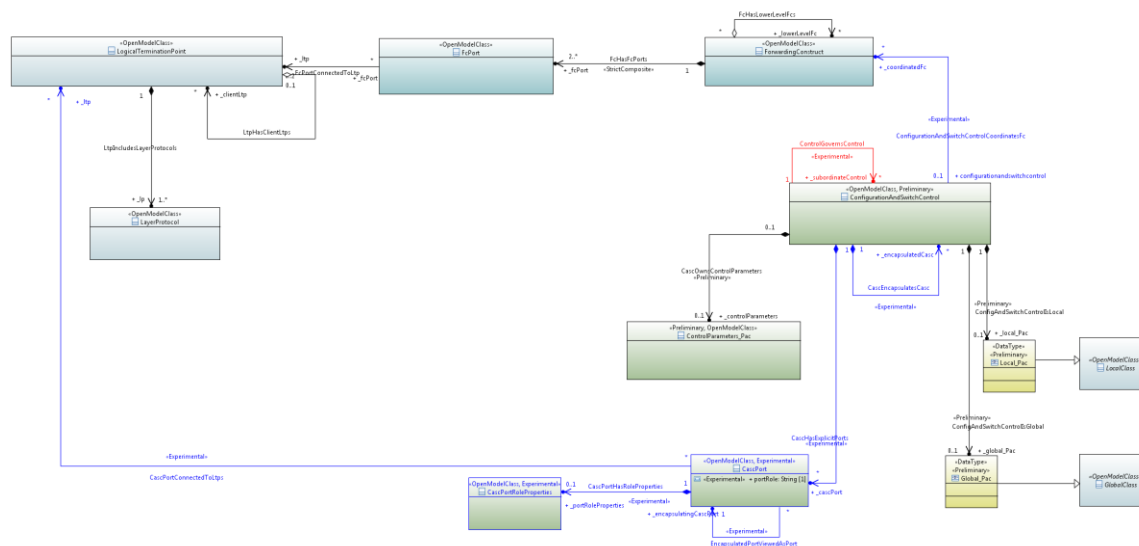 FcHasLowerLevelFcs
* + _lowerLevelFc *
«OpenModelClass»
LogicalTerminationPoint
«OpenModelClass»
FcPort
«OpenModelClass»
ForwardingConstruct
+ _ltp *
FcPortConnectedToLtp
+ _fcPort
0..1
2..* FcHasFcPorts 1
+ _fcPort «StrictComposite»
*
+ _coordinatedFc
* + _ltp
1
* + _clientLtp
LtpHasClientLtps
LtpIncludesLayerProtocols
+ _lp 1..*
«OpenModelClass»
LayerProtocol
«Experimental»
ConfigurationAndSwitchControlCoordinatesFc
0..1 + configurationandswitchcontrol
ControlGovernsControl
«Experimental»
1 + _subordinateControl *
«OpenModelClass, Preliminary»
ConfigurationAndSwitchControl
0..1
1 1 1 1
+ _encapsulatedCasc *
CascEncapsulatesCasc
«Experimental»
CascOwnsControlParameters
«Preliminary»
0..1 + _controlParameters
«Preliminary, OpenModelClass»
ControlParameters_Pac
«Preliminary»
ConfigAndSwitchControlIsLocal
0..1 + _local_Pac
«DataType»
«Preliminary»
Local_Pac
«OpenModelClass»
LocalClass
«Preliminary»
ConfigAndSwitchControlIsGlobal
0..1 + _global_Pac
«DataType»
«Preliminary»
Global_Pac
«OpenModelClass»
GlobalClass
CascHasExplicitPorts
«Experimental»
*
+ _cascPort
«Experimental»
CascPortConnectedToLtps
*
«OpenModelClass, Experimental»
CascPort
«Experimental» + portRole: String [1]
«OpenModelClass, Experimental»
CascPortRoleProperties
0..1 CascPortHasRoleProperties 1
«Experimental»
+ _portRoleProperties
+ _encapsulatingCascPort 1 *
«Experimental»
EncapsulatedPortViewedAsPort